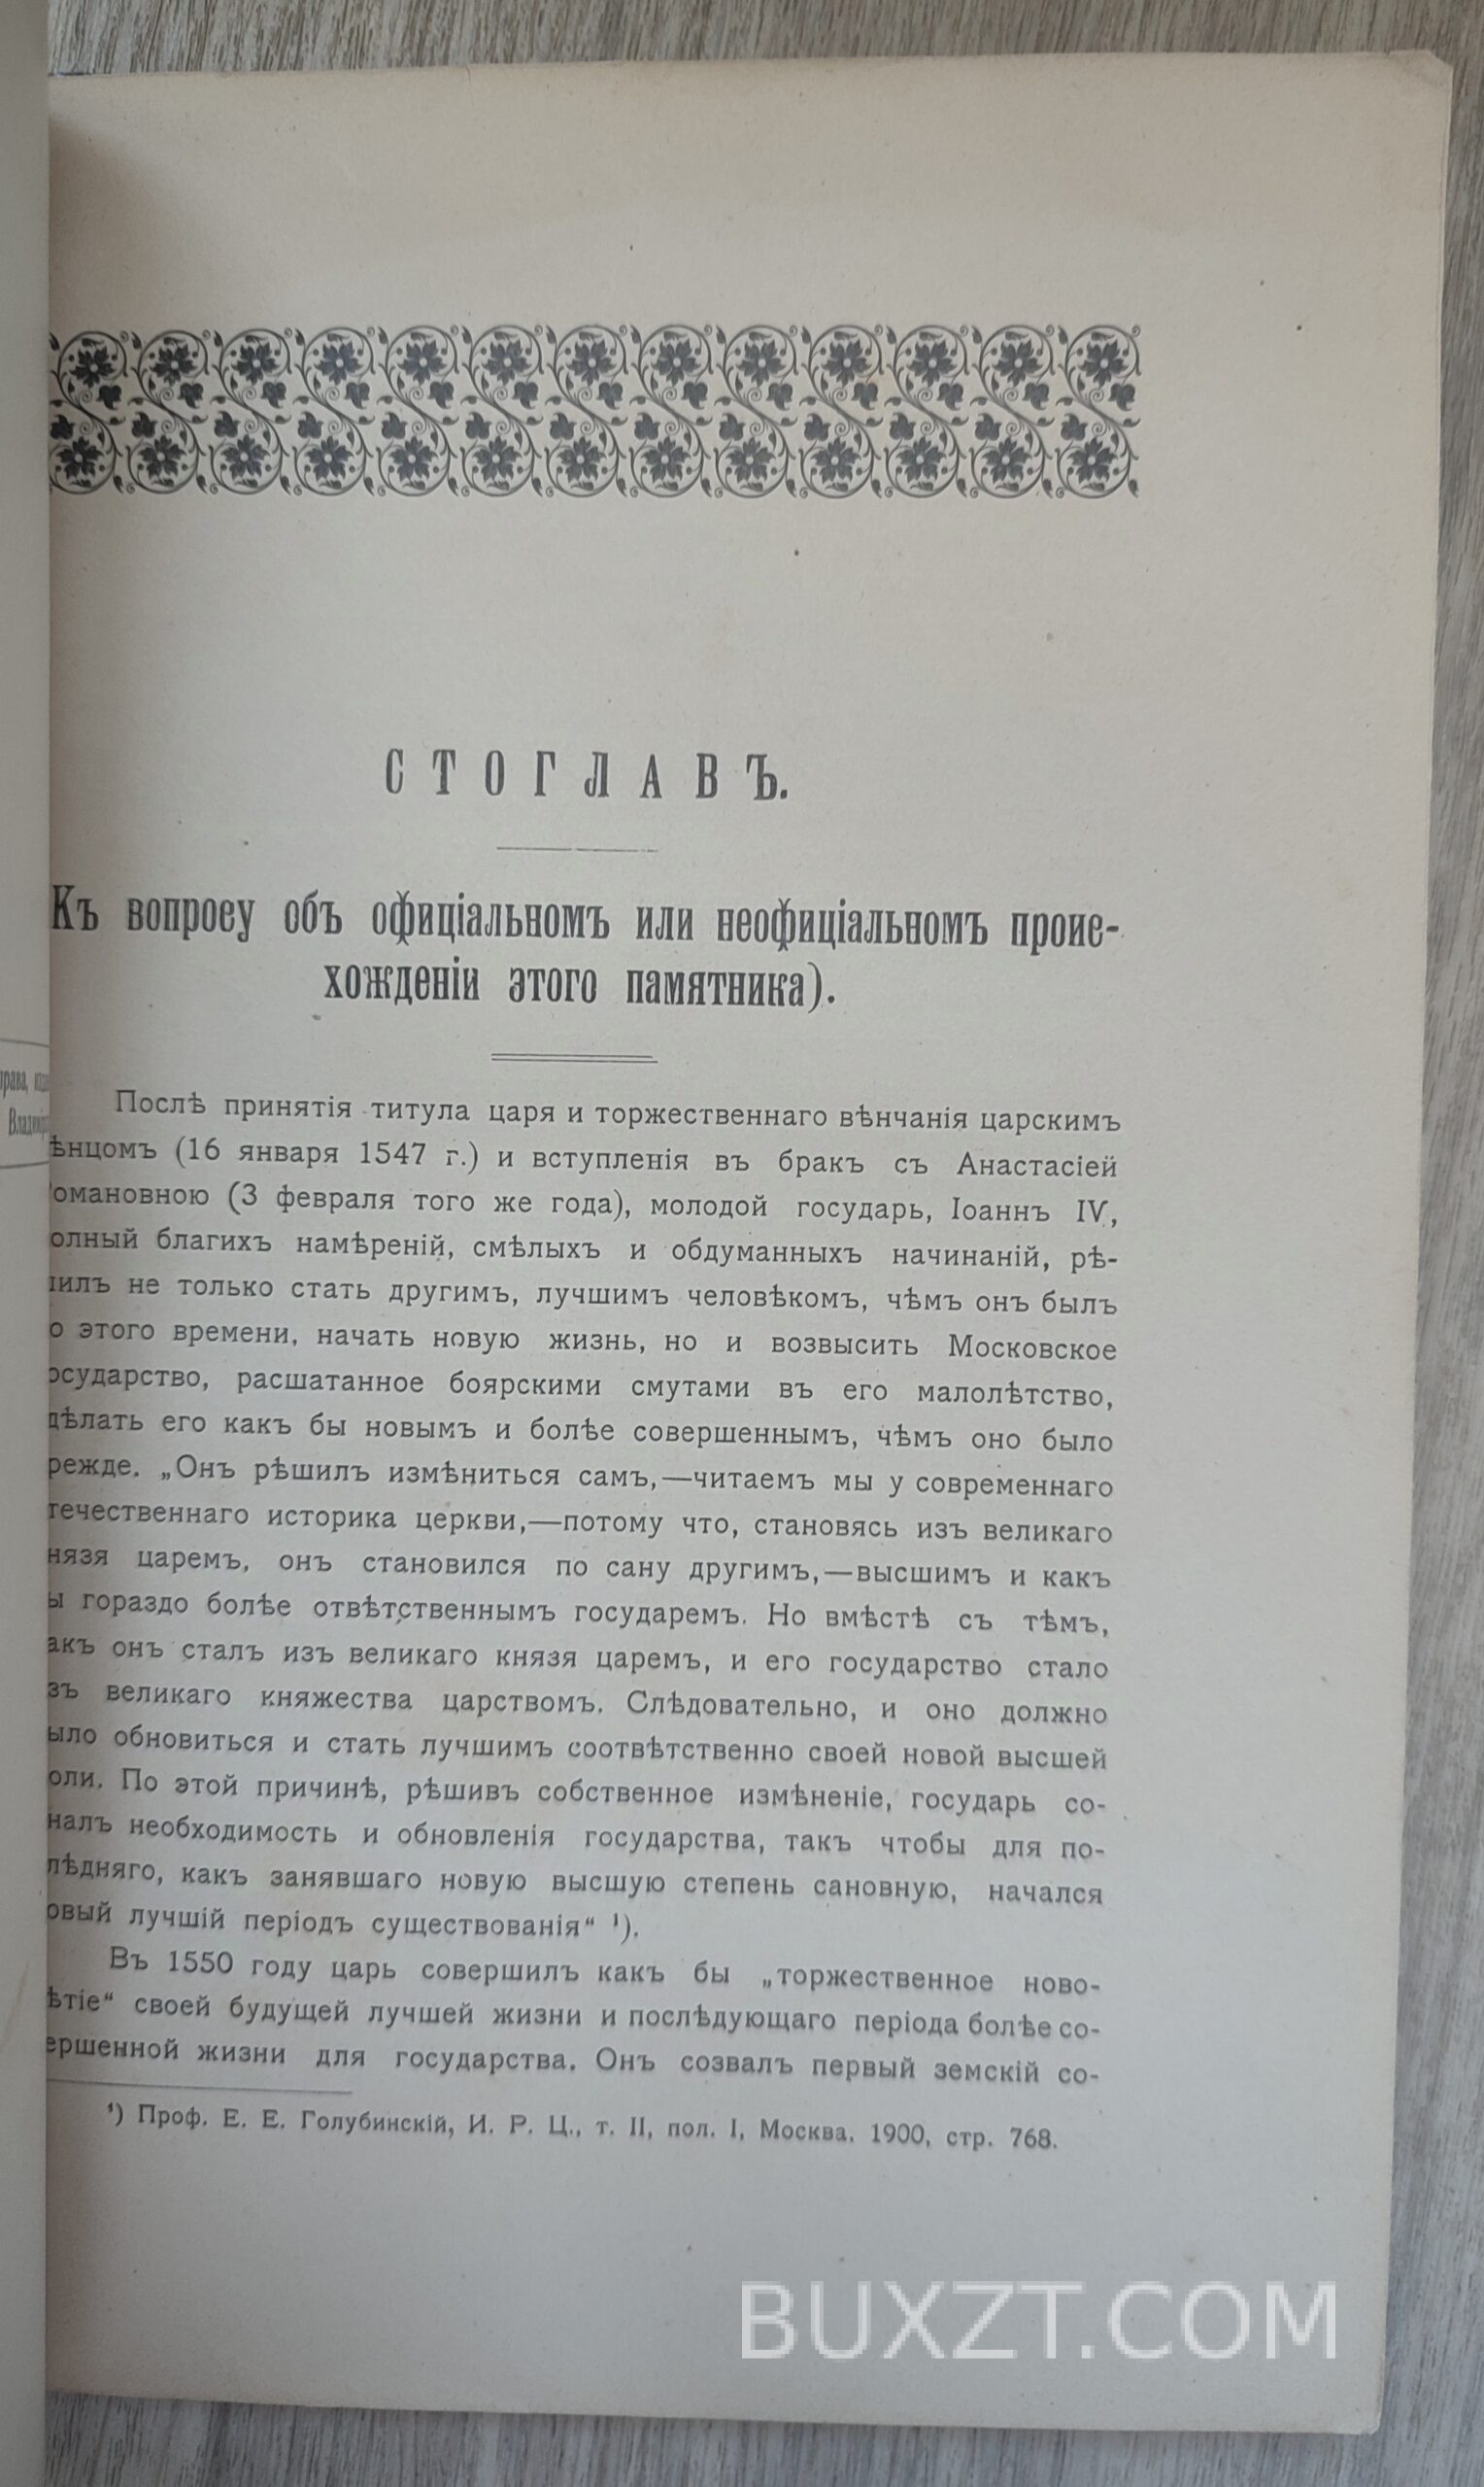 СТОГЛАВЪ.
Къ вопросу объ офиціальномъ или неофиціальномъ проис-
хожденіи этого памятника).
Послѣ принятія титула царя и торжественнаго вѣнчанія царскимъ
ѣнцомъ (16 января 1547 г.) и вступленія въ бракъ съ Анастасіей
омановною (3 февраля того же года), молодой государь, Іоаннъ IV,
олный благихъ намѣреній, смѣлыхъ и обдуманныхъ начинаній, рѣ-
илъ не только стать другимъ, лучшимъ человѣкомъ, чѣмъ онъ былъ
о этого времени, начать новую жизнь, но и возвысить Московское
осударство, расшатанное боярскими смутами въ его малолѣтство,
дѣлать его какъ бы новымъ и болѣе совершеннымъ, чѣмъ оно было
режде. „Онъ рѣшилъ измѣниться самъ,—читаемъ мы у современнаго
течественнаго историка церкви,—потому что, становясь изъ великаго
нязя царемъ, онъ становился по сану другимъ,—высшимъ и какъ
ы гораздо болѣе отвѣтственнымъ государемъ. Но вмѣстѣ съ тѣмъ,
акъ онъ сталъ изъ великаго князя царемъ, и его государство стало
зъ великаго княжества царствомъ. Слѣдовательно, и оно должно
ыло обновиться и стать лучшимъ соотвѣтственно своей новой высшей
оли. По этой причинѣ, рѣшивъ собственное измѣненіе, государь со-
налъ необходимость и обновленія государства, такъ чтобы для по-
лѣдняго, какъ занявшаго новую высшую степень сановную, начался
овый лучшій періодъ существованія“ ¹).
Въ 1550 году царь совершилъ какъ бы „торжественное ново-
ѣтіе“ своей будущей лучшей жизни и послѣдующаго періода болѣе со-
ершенной жизни для государства. Онъ созвалъ первый земскій со-
¹) Проф. Е. Е. Голубинскій, И. Р. Ц., т. II, пол. I, Москва. 1900, стр. 768.
BUXZT.COM